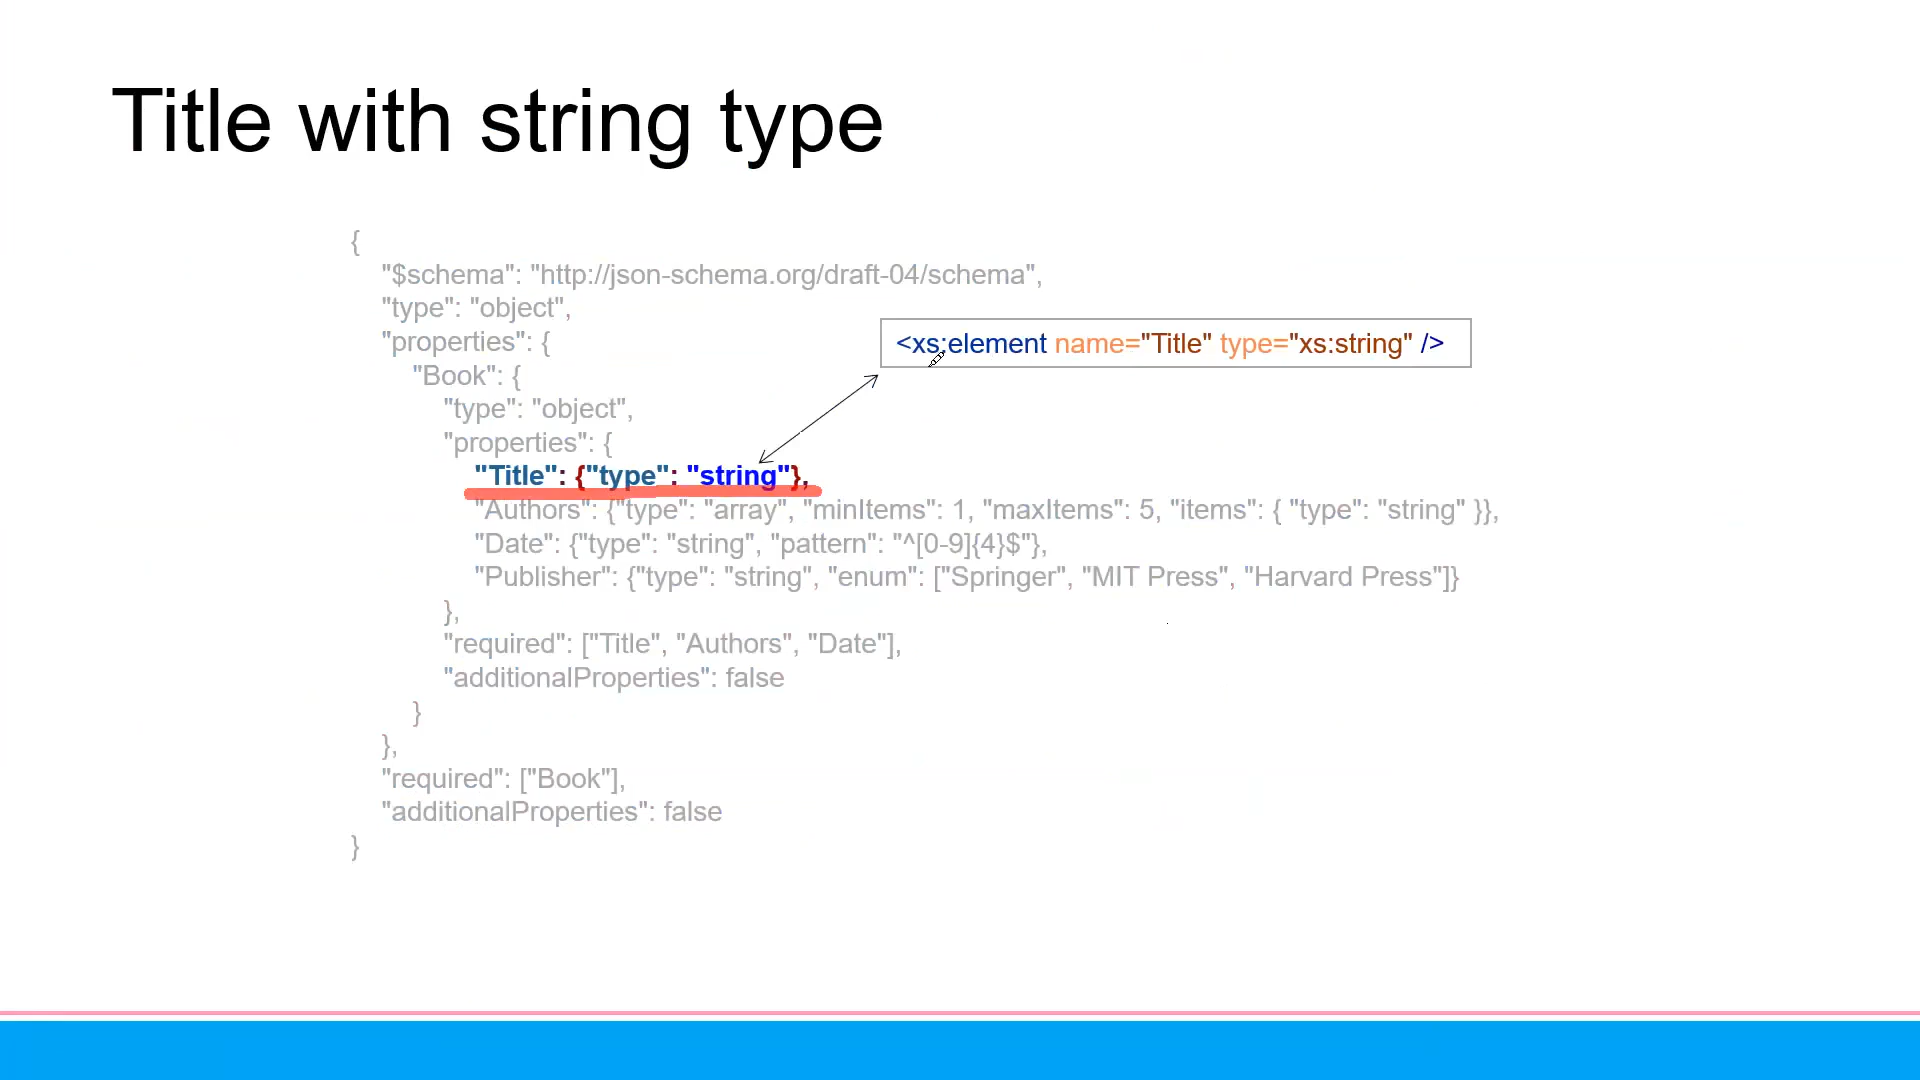 Title with string type
{
"$schema": "http://json-schema.org/draft-04/schema",
"type": "object",
"properties": {
<xs:element name="Title" type="xs:string" />
"Book": {
"type": "object",
"properties": {
"Title": {"type": "string"},
"Authors": {"type": "array", "minItems": 1, "maxItems": 5, "items": { "type": "string" }},
"Date": {"type": "string", "pattern": "^[0-9]{4}$"},
"Publisher": {"type": "string", "enum": ["Springer", "MIT Press", "Harvard Press"]}
},
"required": ["Title", "Authors", "Date"],
"additionalProperties": false
}
},
"required": ["Book"],
"additionalProperties": false
}